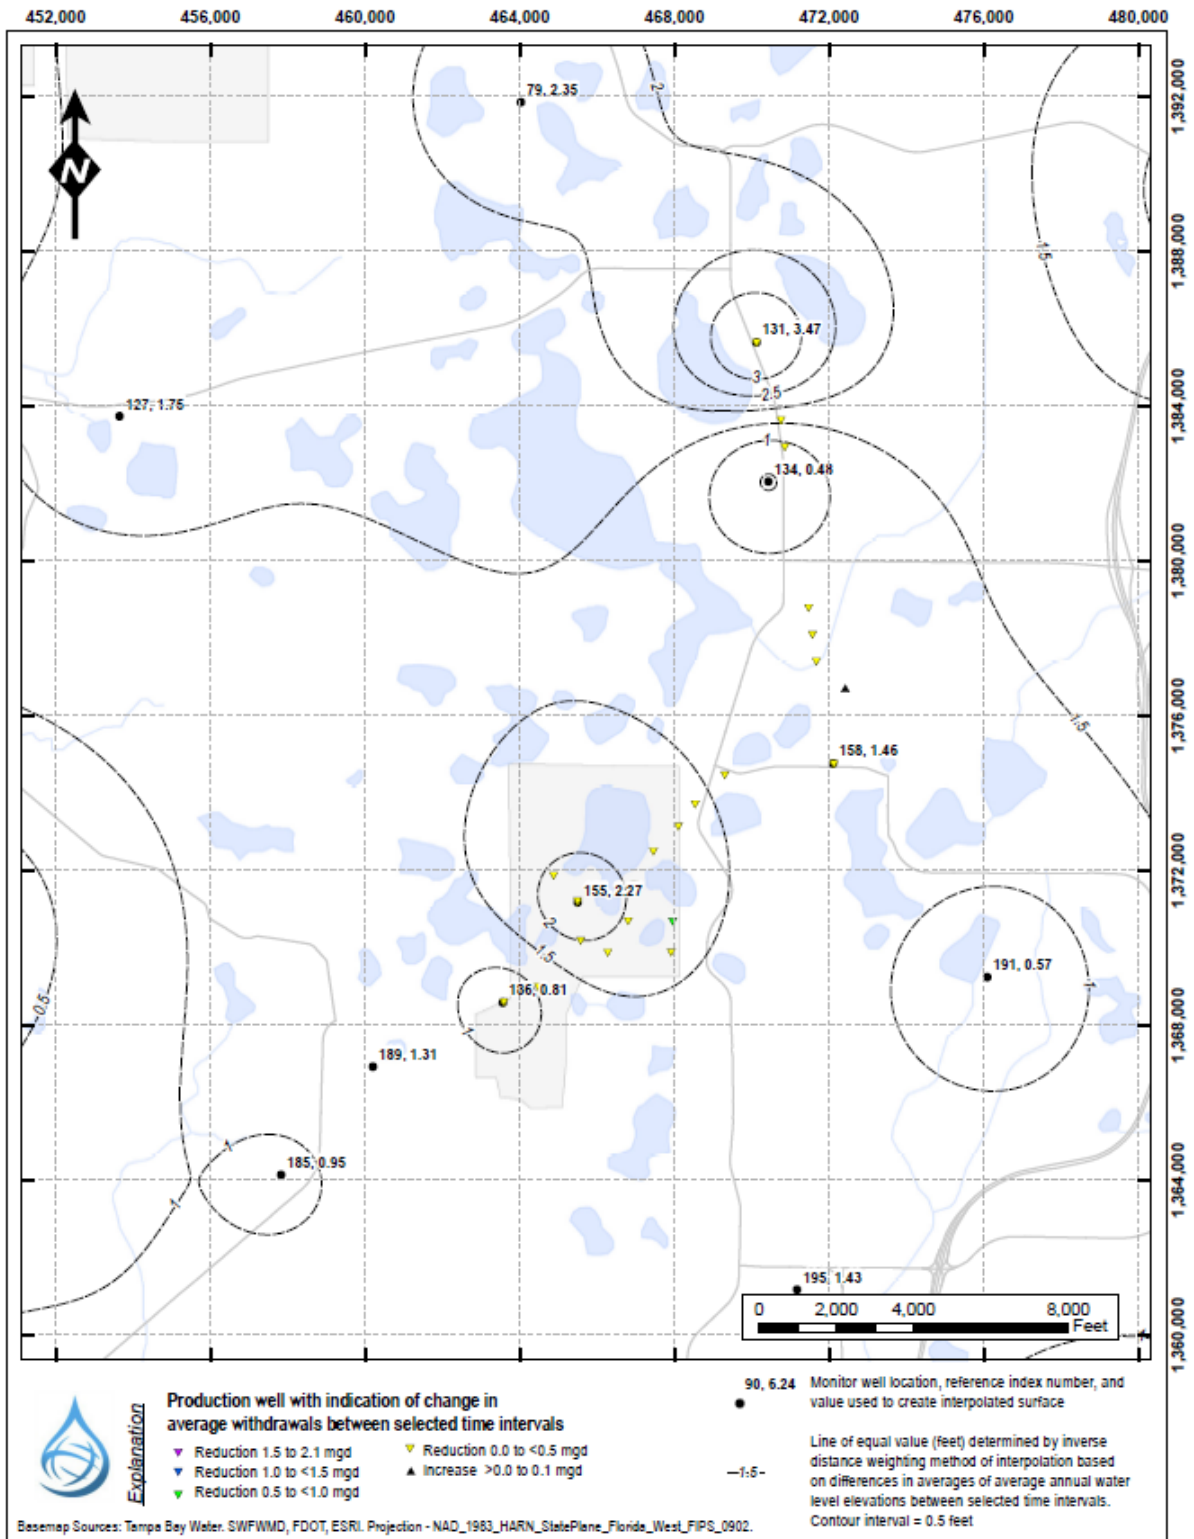 452,000 456,000 460,000 464,000 468,000 472,000 476,000 480,000
1,392,000
1,388,000
1,384,000
1,380,000
1,376,000
1,372,000
1,368,000
1,364,000
1,360,000
N
79, 2.35
2
1.5
131, 3.47
3
2.5
127, 1.75
1
134, 0.48
1.5
158, 1.46
155, 2.27
2
1.5
191, 0.57
1
0.5
136, 0.81
1
189, 1.31
1
185, 0.95
1
195, 1.43
0 2,000 4,000 8,000
Feet
1
Explanation
Production well with indication of change in
average withdrawals between selected time intervals
Reduction 1.5 to 2.1 mgd
Reduction 1.0 to <1.5 mgd
Reduction 0.5 to <1.0 mgd
Reduction 0.0 to <0.5 mgd
Increase >0.0 to 0.1 mgd
90, 6.24 Monitor well location, reference index number, and
value used to create interpolated surface
Line of equal value (feet) determined by inverse
1.5 distance weighting method of interpolation based
on differences in averages of average annual water
level elevations between selected time intervals.
Contour interval = 0.5 feet
Basemap Sources: Tampa Bay Water. SWFWMD, FDOT, ESRI. Projection - NAD_1983_HARN_StatePlane_Florida_West_FIPS_0902.